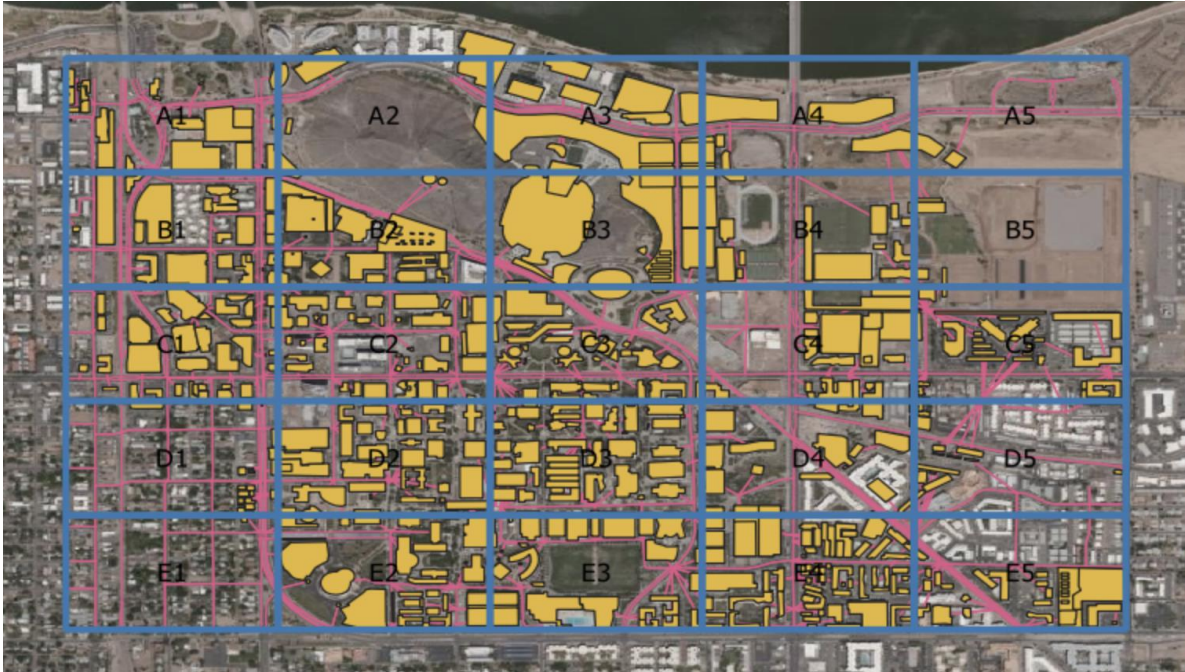 A1 A2 A3 A4 A5
B1 B2 B3 B4 B5
C1 C2 C3 C4 C5
D1 D2 D3 D4 D5
E1 E2 E3 E4 E5